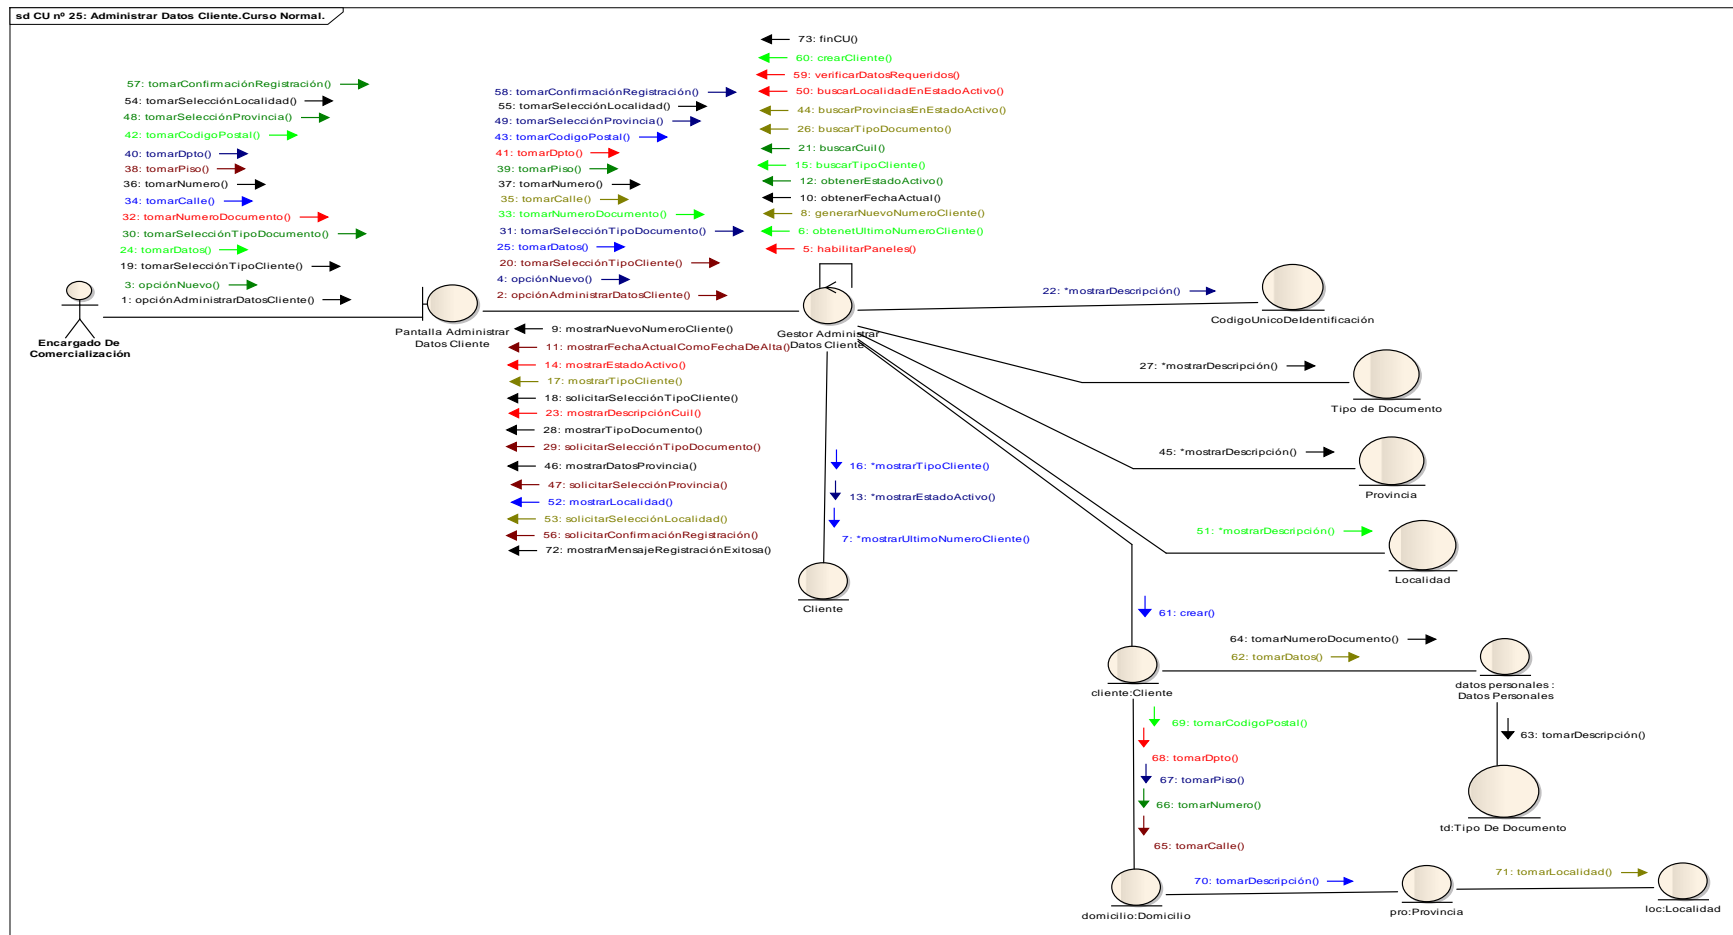 sd CU nº 25: Administrar Datos Cliente.Curso Normal.
57: tomarConfirmaciónRegistración()
54: tomarSelecciónLocalidad()
48: tomarSelecciónProvincia()
42: tomarCodigoPostal()
40: tomarDpto()
38: tomarPiso()
36: tomarNumero()
34: tomarCalle()
32: tomarNumeroDocumento()
30: tomarSelecciónTipoDocumento()
24: tomarDatos()
19: tomarSelecciónTipoCliente()
3: opciónNuevo()
1: opciónAdministrarDatosCliente()
Encargado De
Comercialización
58: tomarConfirmaciónRegistración()
55: tomarSelecciónLocalidad()
49: tomarSelecciónProvincia()
43: tomarCodigoPostal()
41: tomarDpto()
39: tomarPiso()
37: tomarNumero()
35: tomarCalle()
33: tomarNumeroDocumento()
31: tomarSelecciónTipoDocumento()
25: tomarDatos()
20: tomarSelecciónTipoCliente()
4: opciónNuevo()
2: opciónAdministrarDatosCliente()
Pantalla Administrar
Datos Cliente
73: finCU()
60: crearCliente()
59: verificarDatosRequeridos()
50: buscarLocalidadEnEstadoActivo()
44: buscarProvinciasEnEstadoActivo()
26: buscarTipoDocumento()
21: buscarCuil()
15: buscarTipoCliente()
12: obtenerEstadoActivo()
10: obtenerFechaActual()
8: generarNuevoNumeroCliente()
6: obtenetUltimoNumeroCliente()
5: habilitarPaneles()
Gestor Administrar
Datos Cliente
9: mostrarNuevoNumeroCliente()
11: mostrarFechaActualComoFechaDeAlta()
14: mostrarEstadoActivo()
17: mostrarTipoCliente()
18: solicitarSelecciónTipoCliente()
23: mostrarDescripciónCuil()
28: mostrarTipoDocumento()
29: solicitarSelecciónTipoDocumento()
46: mostrarDatosProvincia()
47: solicitarSelecciónProvincia()
52: mostrarLocalidad()
53: solicitarSelecciónLocalidad()
56: solicitarConfirmaciónRegistración()
72: mostrarMensajeRegistraciónExitosa()
16: *mostrarTipoCliente()
13: *mostrarEstadoActivo()
7: *mostrarUltimoNumeroCliente()
Cliente
22: *mostrarDescripción()
CodigoUnicoDeIdentificación
27: *mostrarDescripción()
Tipo de Documento
45: *mostrarDescripción()
Provincia
51: *mostrarDescripción()
Localidad
61: crear()
cliente:Cliente
64: tomarNumeroDocumento()
62: tomarDatos()
datos personales :
Datos Personales
63: tomarDescripción()
td:Tipo De Documento
69: tomarCodigoPostal()
68: tomarDpto()
67: tomarPiso()
66: tomarNumero()
65: tomarCalle()
domicilio:Domicilio
70: tomarDescripción()
pro:Provincia
71: tomarLocalidad()
loc:Localidad